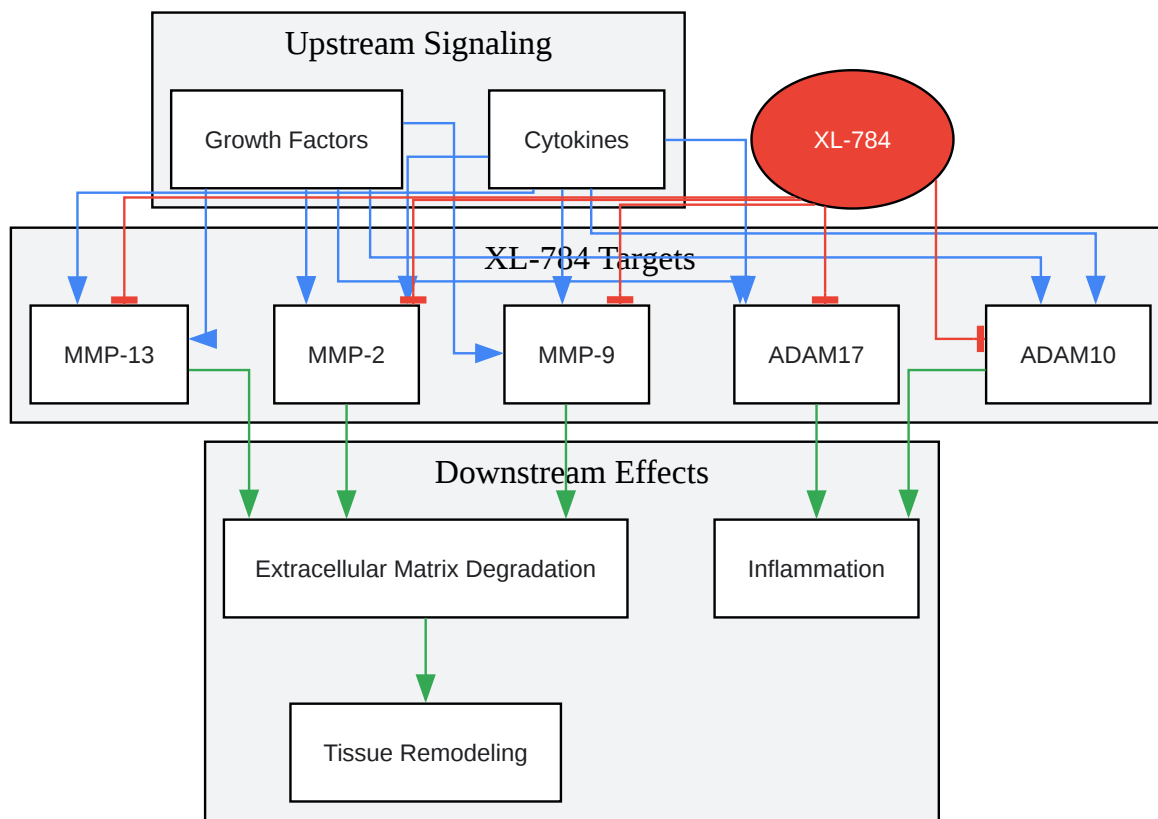 Upstream Signaling
Growth Factors
Cytokines
XL-784
XL-784 Targets
MMP-13
MMP-2
MMP-9
ADAM17
ADAM10
Downstream Effects
Extracellular Matrix Degradation
Inflammation
Tissue Remodeling